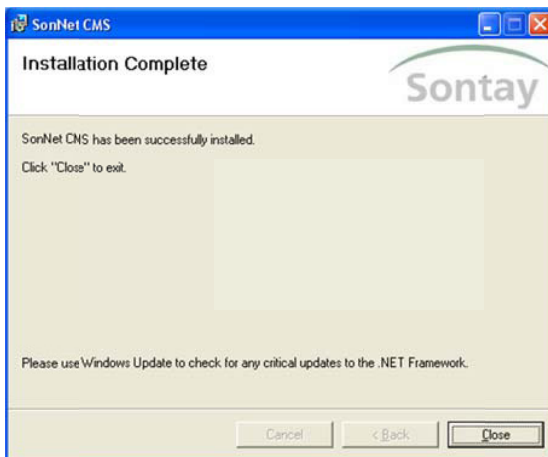 SonNet CMS
Installation Complete
Sontay
SonNet CNS has been successfully installed.
Click "Close" to exit.
Please use Windows Update to check for any critical updates to the .NET Framework.
Cancel
< Back
Close